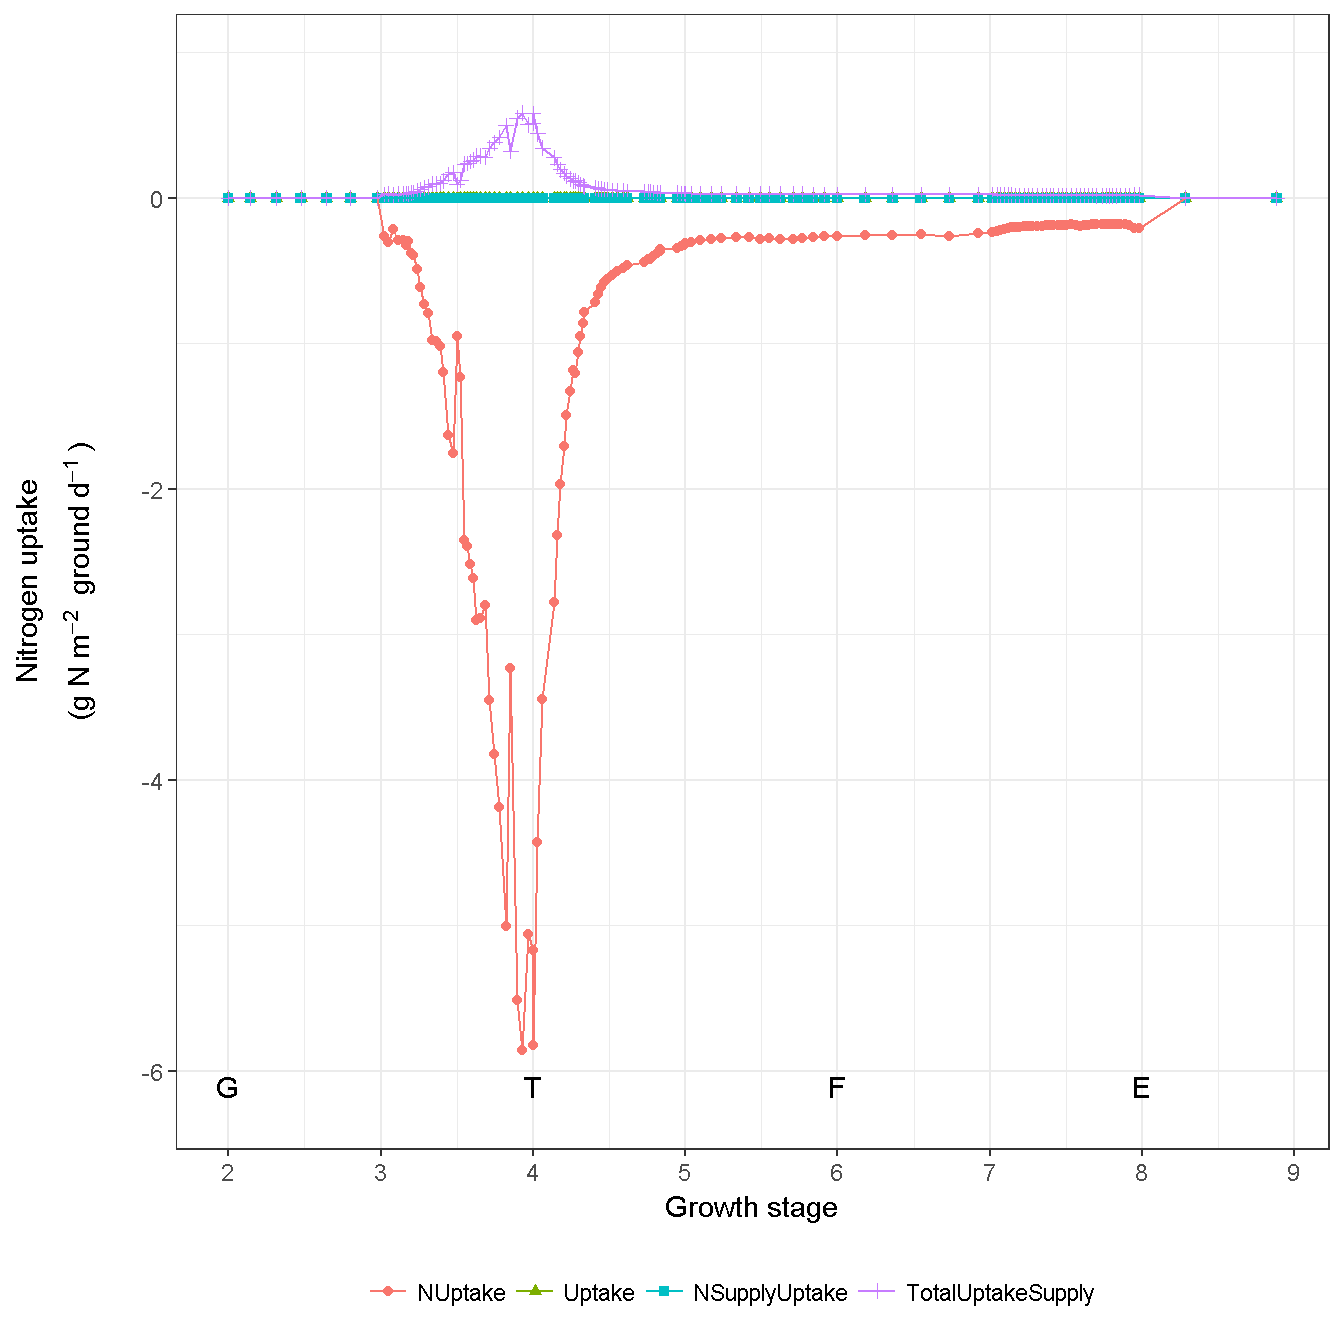 Nitrogen uptake
(g N m−2 ground d−1)
0
-2
-4
-6
G T F E
2 3 4 5 6 7 8 9
Growth stage
NUptake Uptake NSupplyUptake TotalUptakeSupply